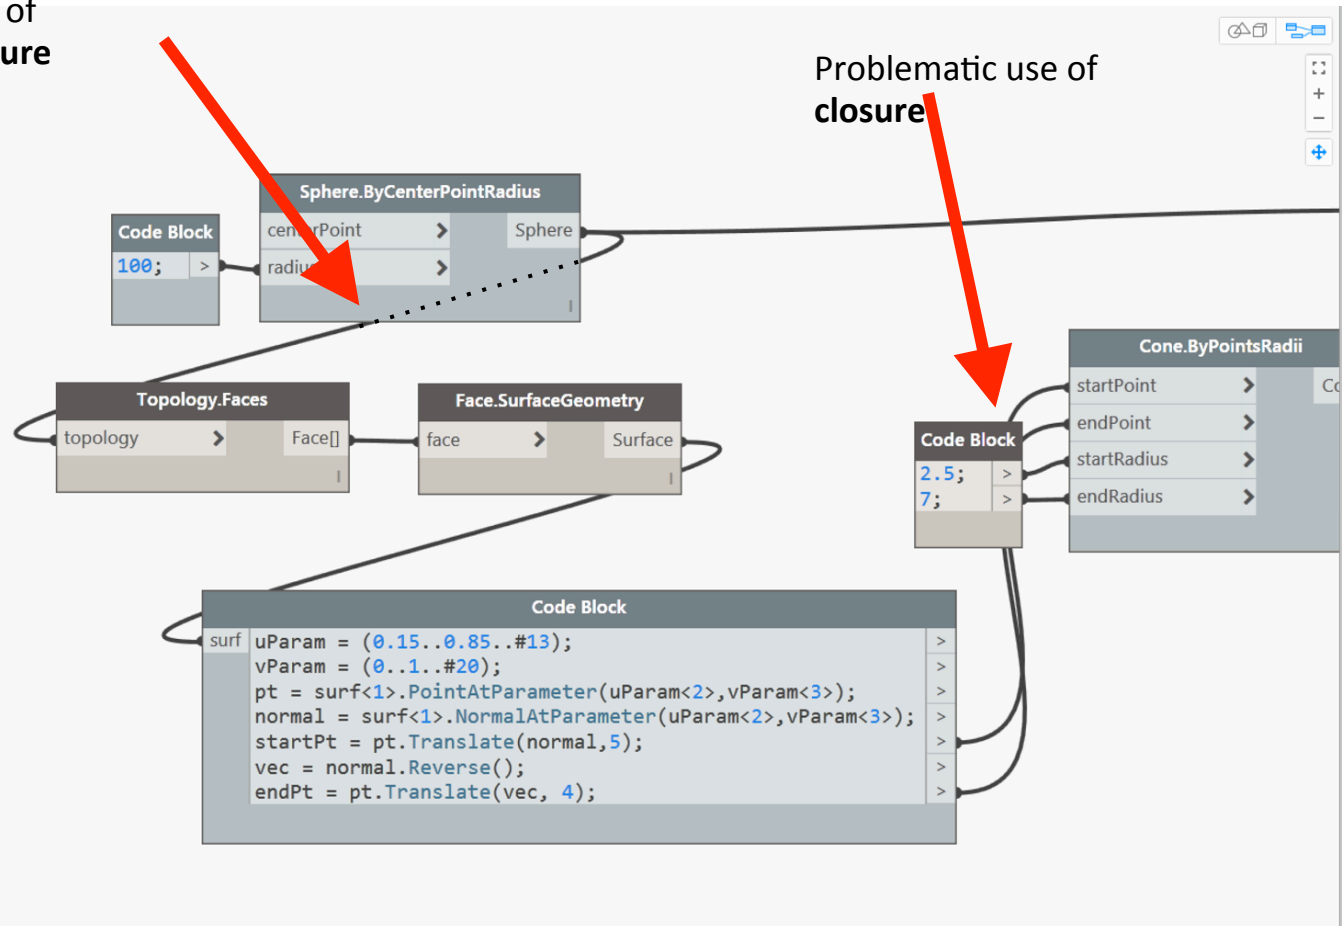 of
ure
Problematic use of
closure
Sphere.ByCenterPointRadius
Code Block
centerPoint > Sphere
100; >
radius >
Cone.ByPointsRadii
startPoint > Co
endPoint >
startRadius >
endRadius >
Topology.Faces
topology > Face[]
Face.SurfaceGeometry
face > Surface
Code Block
2.5; >
7; >
Code Block
surf uParam = (0.15..0.85..#13); >
vParam = (0..1..#20); >
pt = surf<1>.PointAtParameter(uParam<2>,vParam<3>); >
normal = surf<1>.NormalAtParameter(uParam<2>,vParam<3>); >
startPt = pt.Translate(normal,5); >
vec = normal.Reverse(); >
endPt = pt.Translate(vec, 4); >